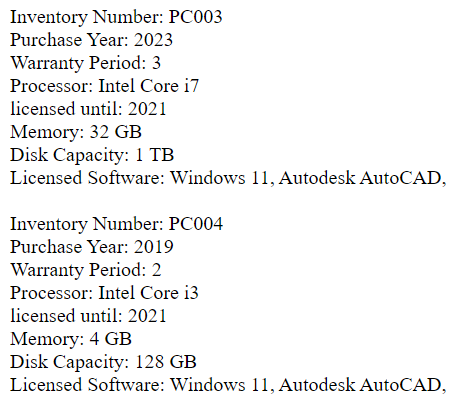 Inventory Number: PC003
Purchase Year: 2023
Warranty Period: 3
Processor: Intel Core i7
licensed until: 2021
Memory: 32 GB
Disk Capacity: 1 TB
Licensed Software: Windows 11, Autodesk AutoCAD,

Inventory Number: PC004
Purchase Year: 2019
Warranty Period: 2
Processor: Intel Core i3
licensed until: 2021
Memory: 4 GB
Disk Capacity: 128 GB
Licensed Software: Windows 11, Autodesk AutoCAD,